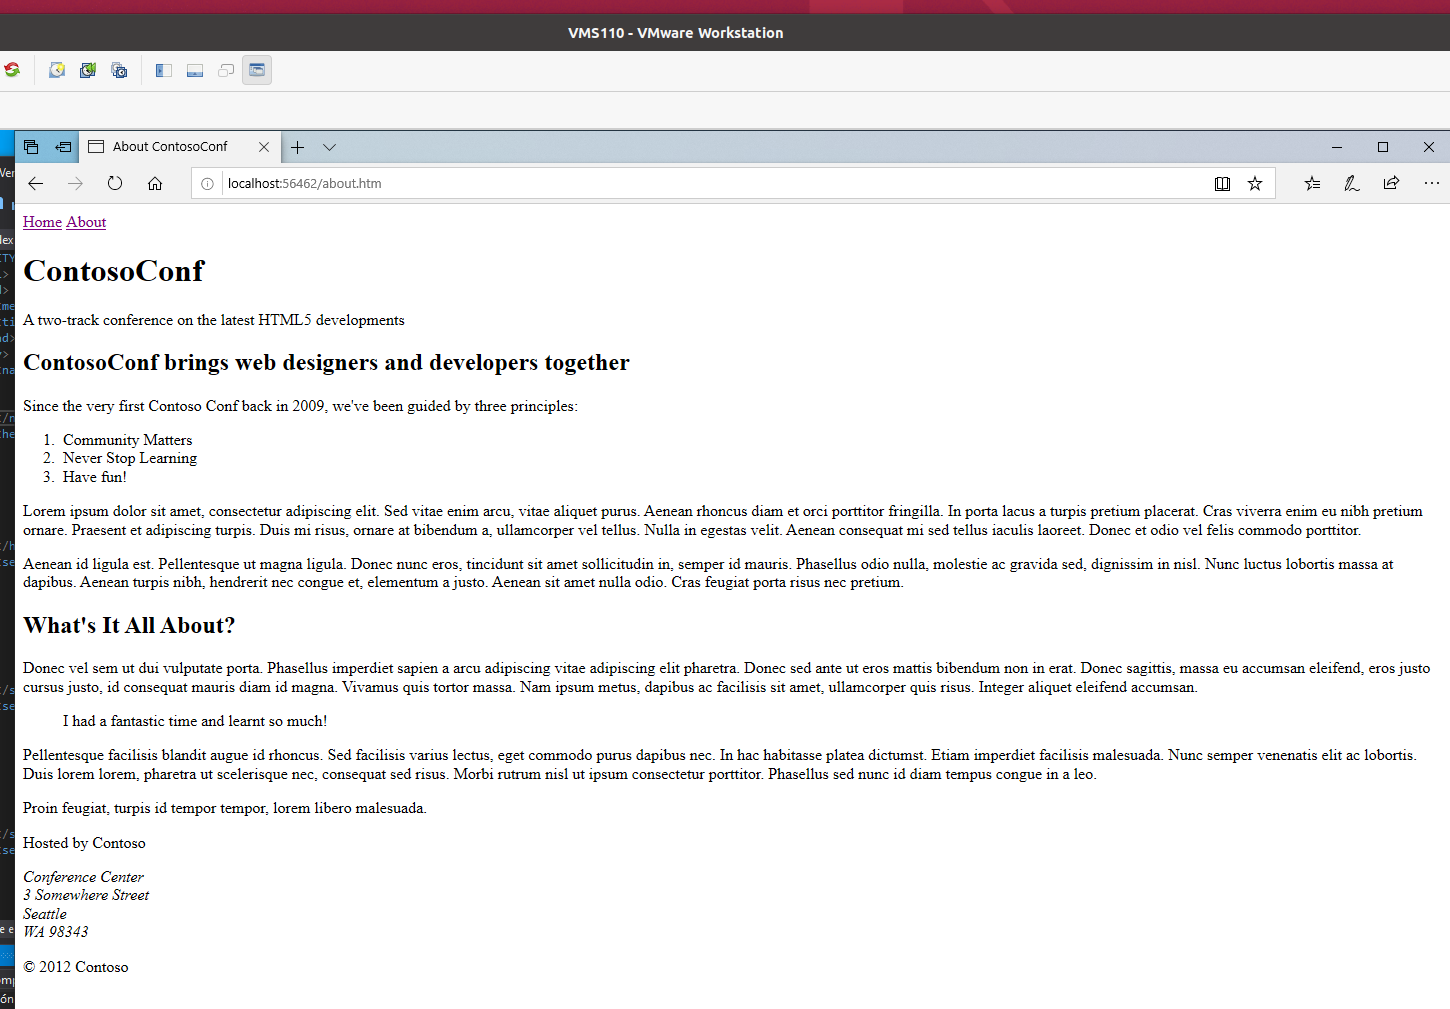 VMS110 - VMware Workstation
About ContosoConf
localhost:56462/about.htm
Home About
ContosoConf
A two-track conference on the latest HTML5 developments
ContosoConf brings web designers and developers together
Since the very first Contoso Conf back in 2009, we've been guided by three principles:
1. Community Matters
2. Never Stop Learning
3. Have fun!
Lorem ipsum dolor sit amet, consectetur adipiscing elit. Sed vitae enim arcu, vitae aliquet purus. Aenean rhoncus diam et orci porttitor fringilla. In porta lacus a turpis pretium placerat. Cras viverra enim eu nibh pretium
ornare. Praesent et adipiscing turpis. Duis mi risus, ornare at bibendum a, ullamcorper vel tellus. Nulla in egestas velit. Aenean consequat mi sed tellus iaculis laoreet. Donec et odio vel felis commodo porttitor.
Aenean id ligula est. Pellentesque ut magna ligula. Donec nunc eros, tincidunt sit amet sollicitudin in, semper id mauris. Phasellus odio nulla, molestie ac gravida sed, dignissim in nisl. Nunc luctus lobortis massa at
dapibus. Aenean turpis nibh, hendrerit nec congue et, elementum a justo. Aenean sit amet nulla odio. Cras feugiat porta risus nec pretium.
What's It All About?
Donec vel sem ut dui vulputate porta. Phasellus imperdiet sapien a arcu adipiscing vitae adipiscing elit pharetra. Donec sed ante ut eros mattis bibendum non in erat. Donec sagittis, massa eu accumsan eleifend, eros justo
cursus justo, id consequat mauris diam id magna. Vivamus quis tortor massa. Nam ipsum metus, dapibus ac facilisis sit amet, ullamcorper quis risus. Integer aliquet eleifend accumsan.
I had a fantastic time and learnt so much!
Pellentesque facilisis blandit augue id rhoncus. Sed facilisis varius lectus, eget commodo purus dapibus nec. In hac habitasse platea dictumst. Etiam imperdiet facilisis malesuada. Nunc semper venenatis elit ac lobortis.
Duis lorem lorem, pharetra ut scelerisque nec, consequat sed risus. Morbi rutrum nisl ut ipsum consectetur porttitor. Phasellus sed nunc id diam tempus congue in a leo.
Proin feugiat, turpis id tempor tempor, lorem libero malesuada.
Hosted by Contoso
Conference Center
3 Somewhere Street
Seattle
WA 98343
© 2012 Contoso